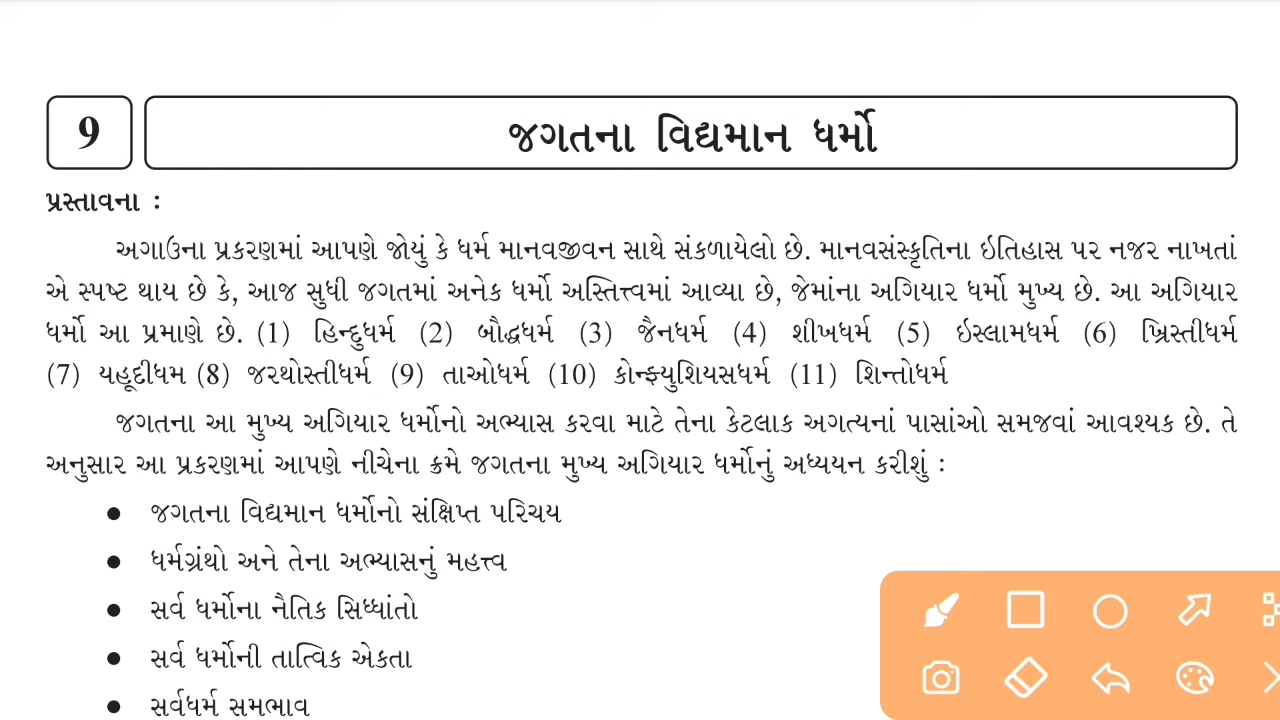 9
જગતના વિદ્યમાન ધર્મો
પ્રસ્તાવના :
અગાઉના પ્રકરણમાં આપણે જોયું કે ધર્મ માનવજીવન સાથે સંકળાયેલો છે. માનવસંસ્કૃતિના ઇતિહાસ પર નજર નાખતાં
એ સ્પષ્ટ થાય છે કે, આજ સુધી જગતમાં અનેક ધર્મો અસ્તિત્ત્વમાં આવ્યા છે, જેમાંના અગિયાર ધર્મો મુખ્ય છે. આ અગિયાર
ધર્મો આ પ્રમાણે છે. (1) હિન્દુધર્મ (2) બૌદ્ધધર્મ (3) જૈનધર્મ (4) શીખધર્મ (5) ઇસ્લામધર્મ (6) ખ્રિસ્તીધર્મ
(7) યહૂદીધમ (8) જરથોસ્તીધર્મ (9) તાઓધર્મ (10) કોન્ફ્યુશિયસધર્મ (11) શિન્તોધર્મ
જગતના આ મુખ્ય અગિયાર ધર્મોનો અભ્યાસ કરવા માટે તેના કેટલાક અગત્યનાં પાસાંઓ સમજવાં આવશ્યક છે. તે
અનુસાર આ પ્રકરણમાં આપણે નીચેના ક્રમે જગતના મુખ્ય અગિયાર ધર્મોનું અધ્યયન કરીશું :
● જગતના વિદ્યમાન ધર્મોનો સંક્ષિપ્ત પરિચય
● ધર્મગ્રંથો અને તેના અભ્યાસનું મહત્ત્વ
● સર્વ ધર્મોના નૈતિક સિધ્ધાંતો
● સર્વ ધર્મોની તાત્વિક એકતા
● સર્વધર્મ સમભાવ